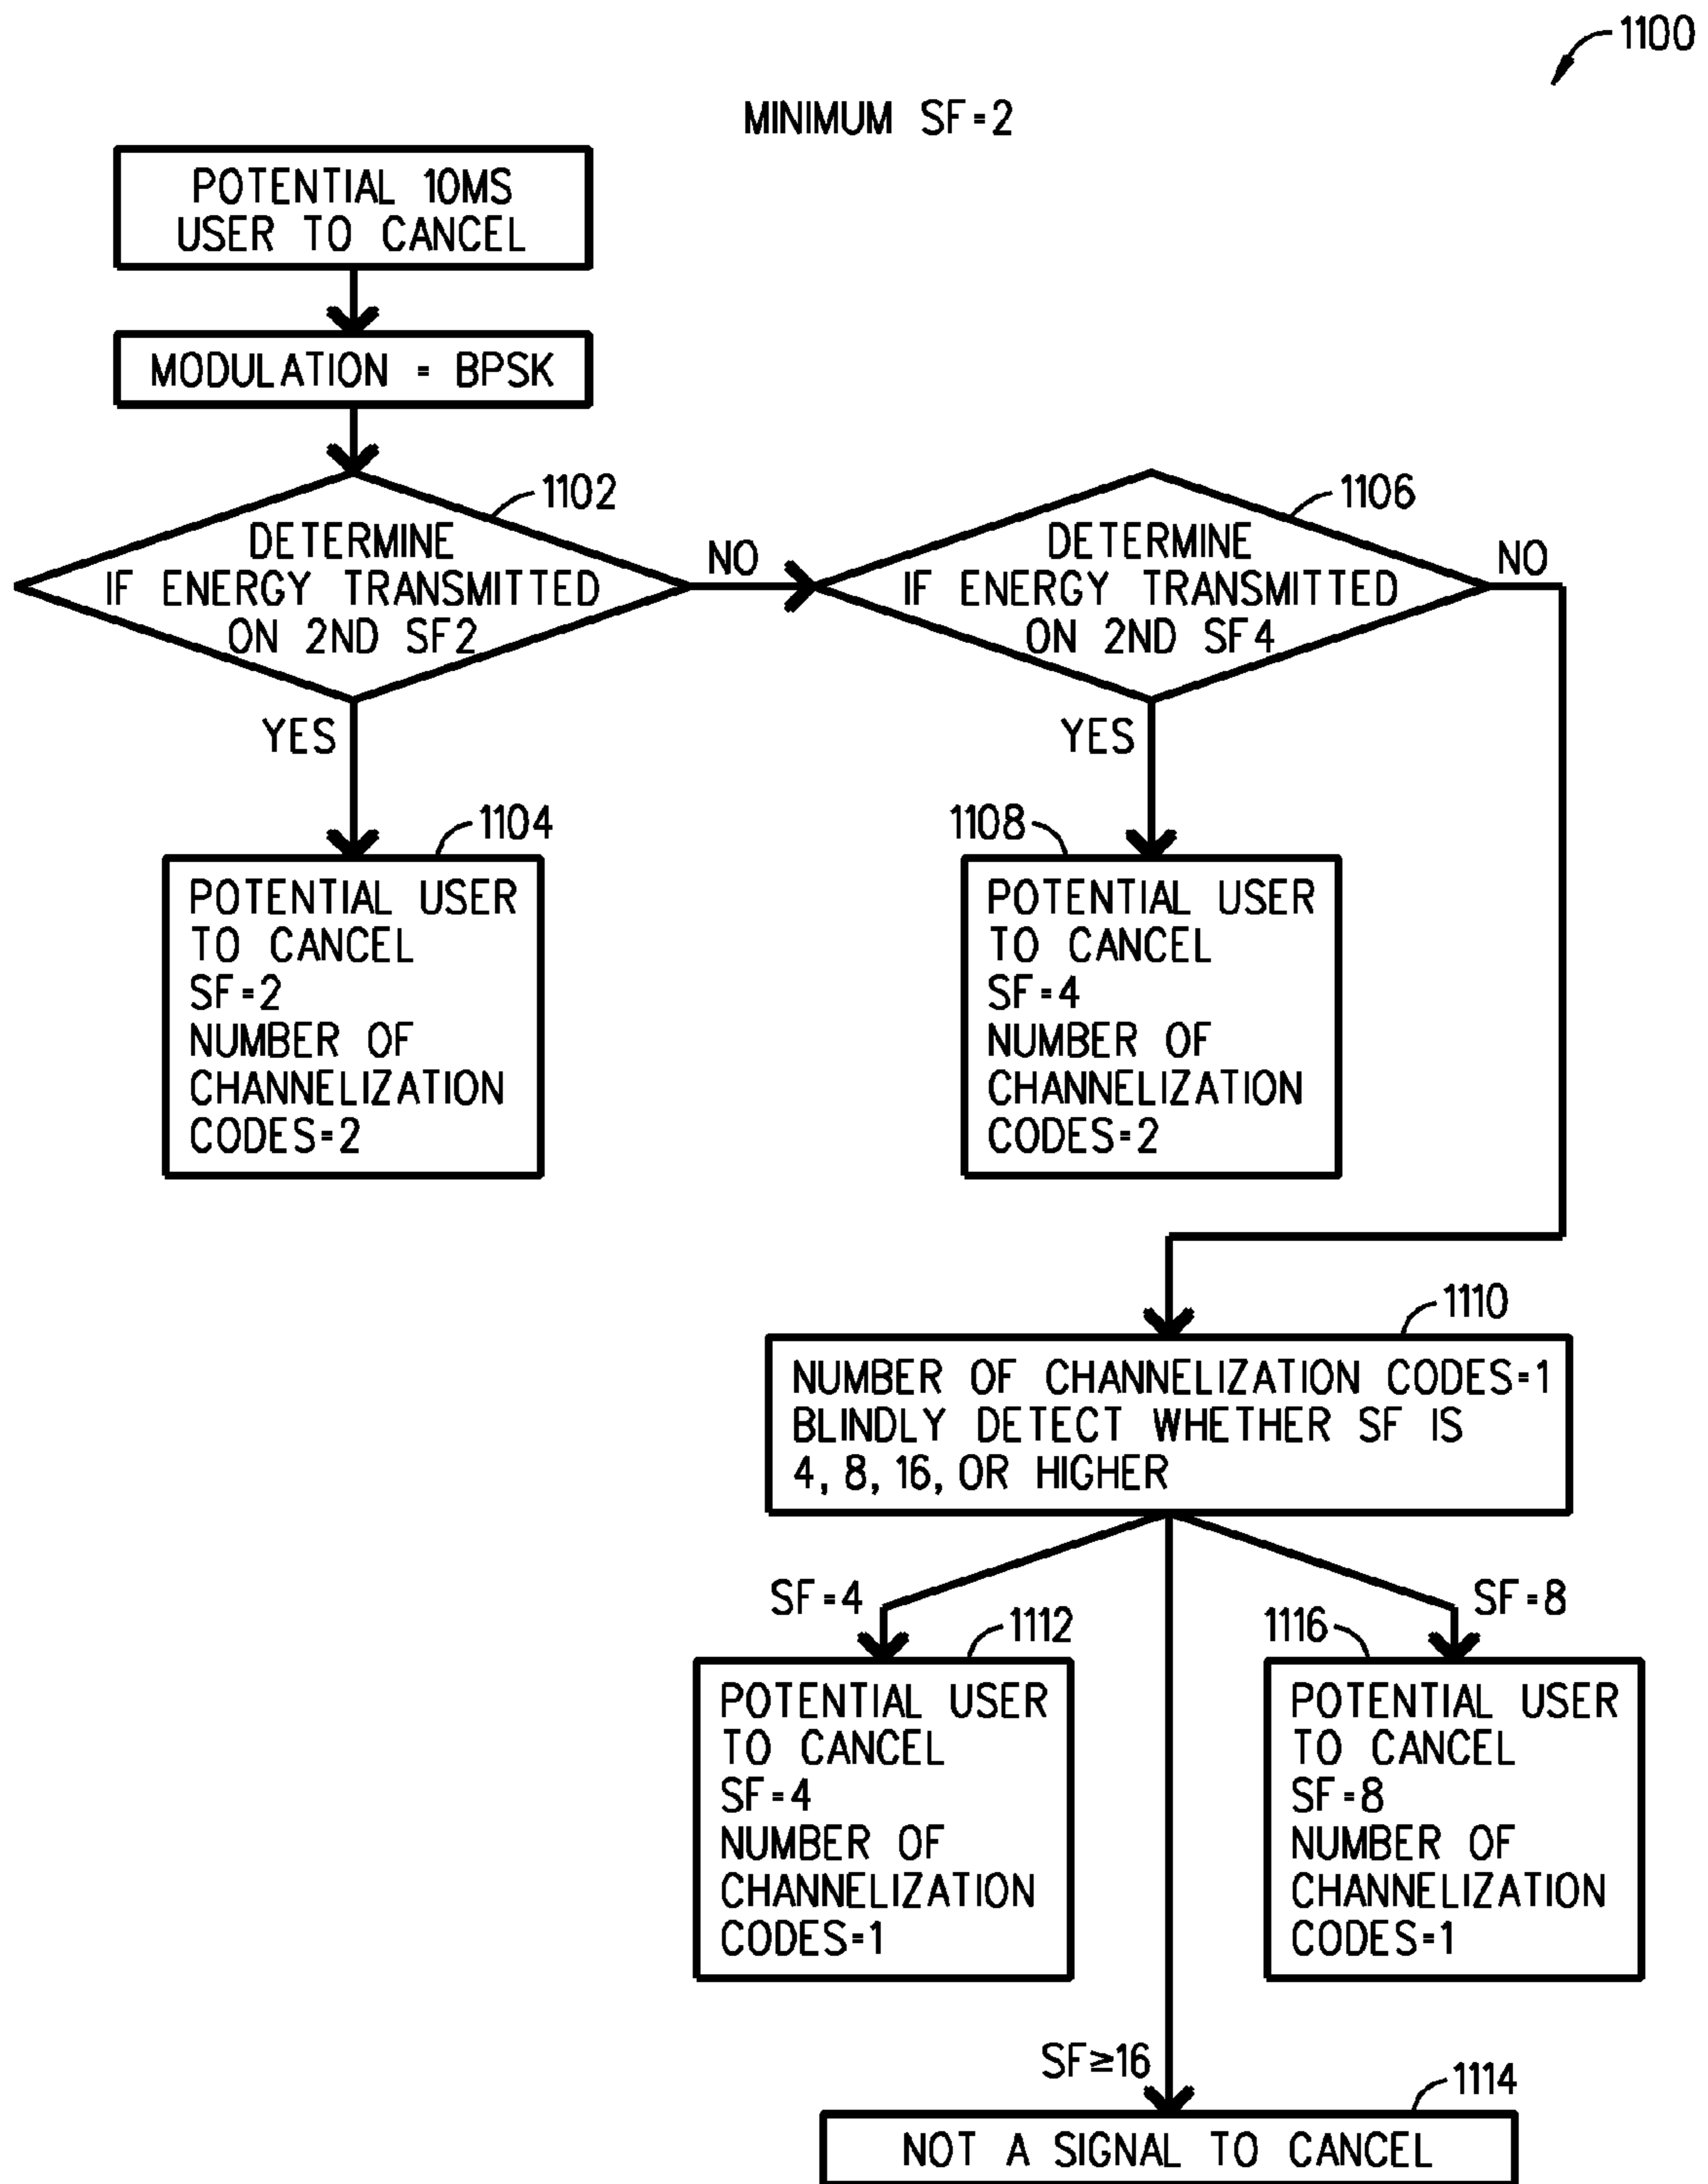 1100
MINIMUM SF=2
POTENTIAL 10MS
USER TO CANCEL
MODULATION = BPSK
1102
DETERMINE
IF ENERGY TRANSMITTED
ON 2ND SF2
NO
YES
1106
DETERMINE
IF ENERGY TRANSMITTED
ON 2ND SF4
NO
YES
1104
POTENTIAL USER
TO CANCEL
SF=2
NUMBER OF
CHANNELIZATION
CODES=2
1108
POTENTIAL USER
TO CANCEL
SF=4
NUMBER OF
CHANNELIZATION
CODES=2
1110
NUMBER OF CHANNELIZATION CODES=1
BLINDLY DETECT WHETHER SF IS
4, 8, 16, OR HIGHER
SF=4
1112
POTENTIAL USER
TO CANCEL
SF=4
NUMBER OF
CHANNELIZATION
CODES=1
SF=8
1116
POTENTIAL USER
TO CANCEL
SF=8
NUMBER OF
CHANNELIZATION
CODES=1
SF≥16
1114
NOT A SIGNAL TO CANCEL